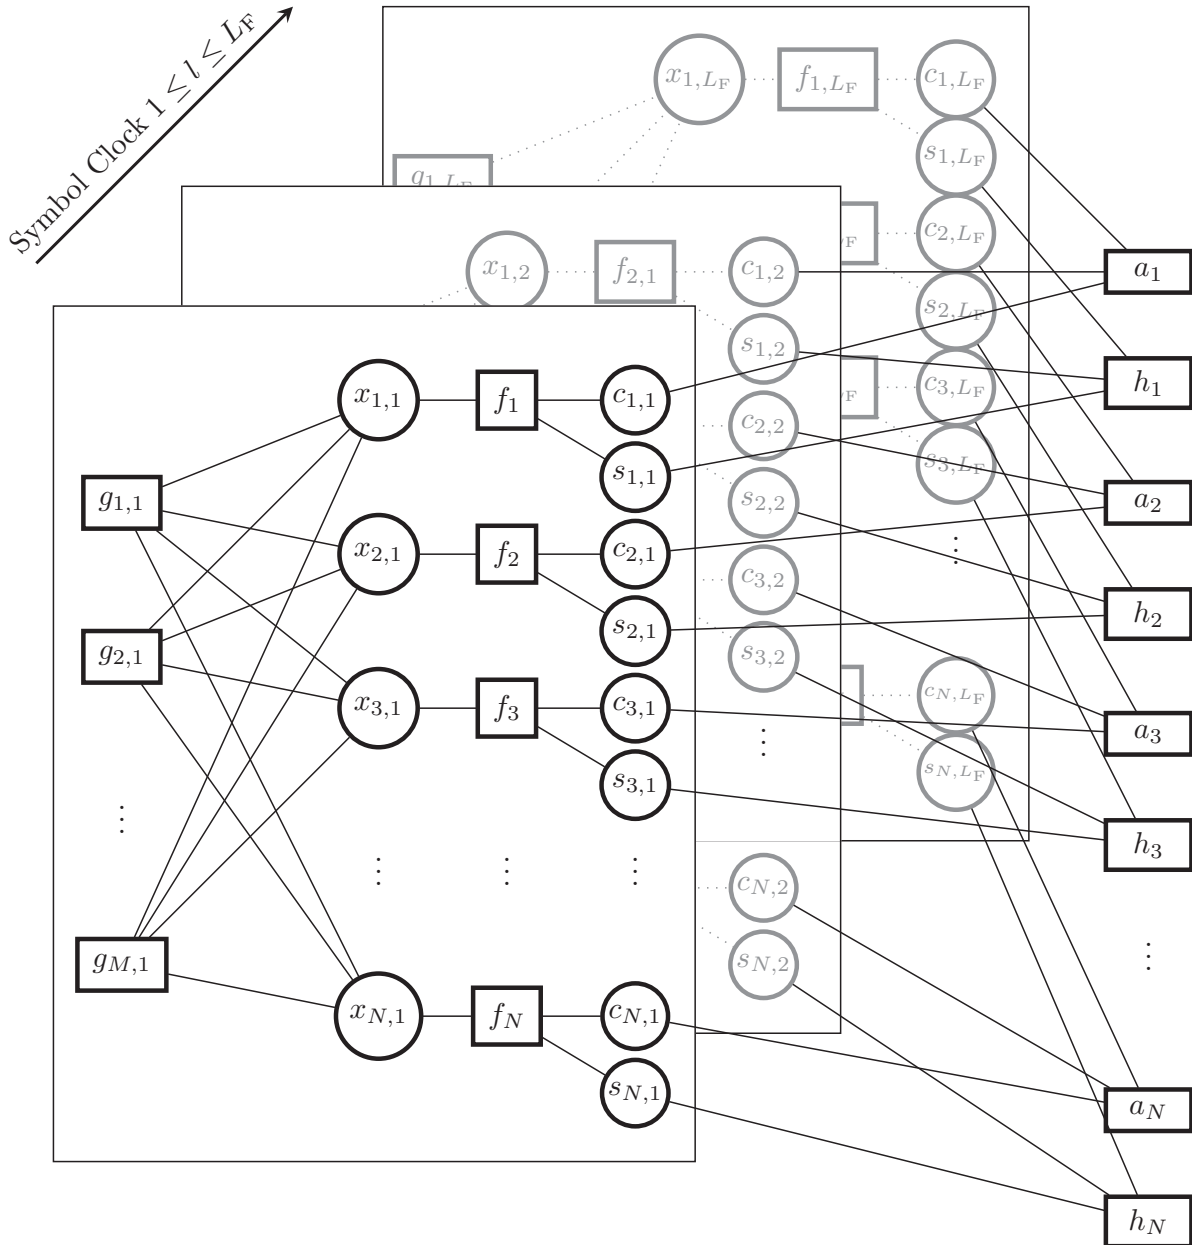 Symbol Clock 1 ≤ l ≤ L_F
x_{1,L_F} f_{1,L_F} c_{1,L_F}
s_{1,L_F}
g_{1,L_F}
c_{2,L_F}
s_{2,L_F}
c_{3,L_F}
s_{3,L_F}
⋮
c_{N,L_F}
s_{N,L_F}
x_{1,2} f_{2,1} c_{1,2}
s_{1,2}
c_{2,2}
s_{2,2}
c_{3,2}
s_{3,2}
⋮
c_{N,2}
s_{N,2}
x_{1,1} f_1 c_{1,1}
s_{1,1}
g_{1,1}
x_{2,1} f_2 c_{2,1}
s_{2,1}
g_{2,1}
x_{3,1} f_3 c_{3,1}
s_{3,1}
⋮
⋮ ⋮ ⋮
g_{M,1}
x_{N,1} f_N c_{N,1}
s_{N,1}
a_1
h_1
a_2
h_2
a_3
h_3
⋮
a_N
h_N